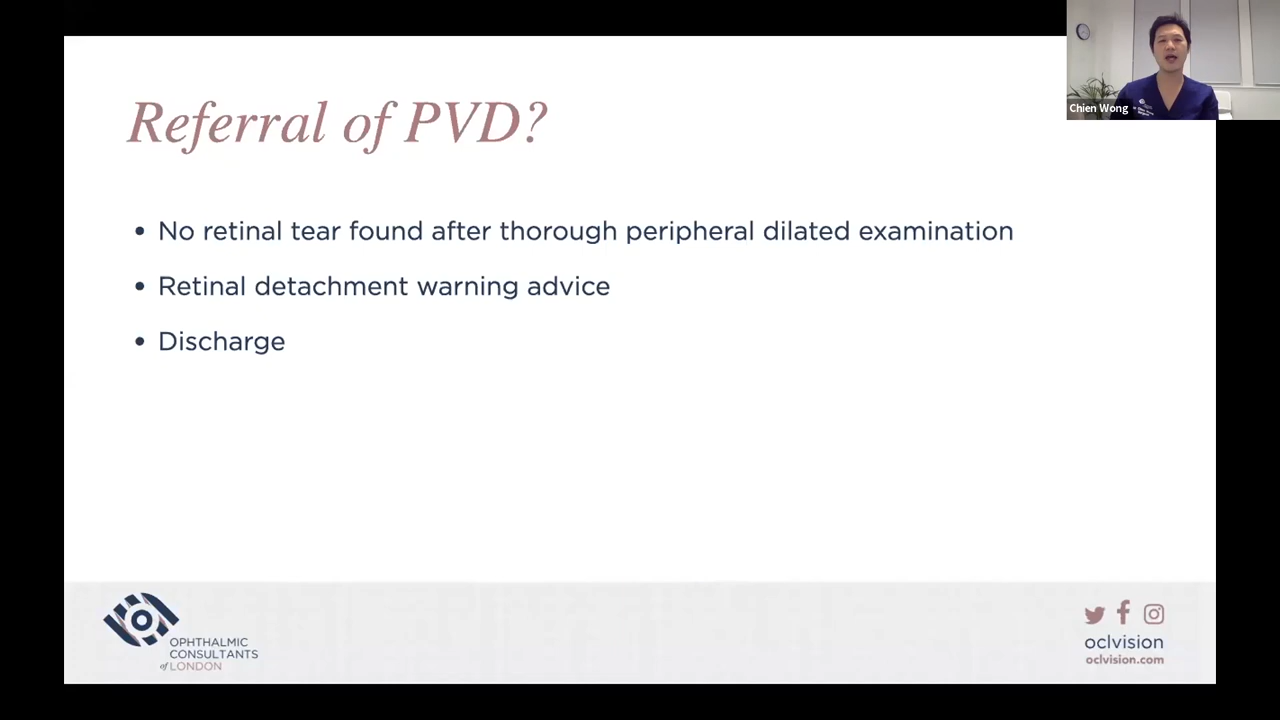 Chien Wong
Referral of PVD?
• No retinal tear found after thorough peripheral dilated examination
• Retinal detachment warning advice
• Discharge
OPHTHALMIC
CONSULTANTS
of LONDON
oclvision
oclvision.com